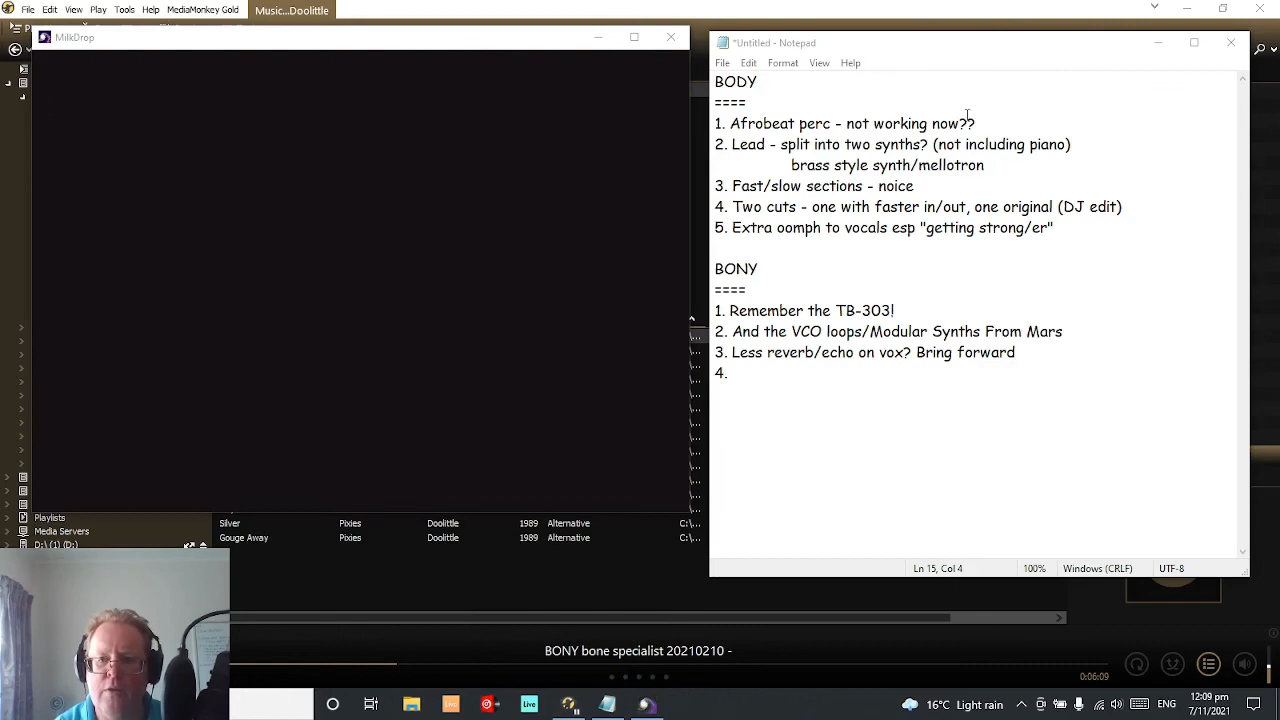 File Edit View Play Tools Help MediaMonkey Gold Music...Doolittle
MilkDrop
*Untitled - Notepad
File Edit Format View Help
BODY
====
1. Afrobeat perc - not working now??
2. Lead - split into two synths? (not including piano)
brass style synth/mellotron
3. Fast/slow sections - noice
4. Two cuts - one with faster in/out, one original (DJ edit)
5. Extra oomph to vocals esp "getting strong/er"
BONY
====
1. Remember the TB-303!
2. And the VCO loops/Modular Synths From Mars
3. Less reverb/echo on vox? Bring forward
4.
Ln 15, Col 4 100% Windows (CRLF) UTF-8
Playlists
Media Servers
D:\ (1) (D:)
Silver Pixies Doolittle 1989 Alternative C:\...
Gouge Away Pixies Doolittle 1989 Alternative C:\...
BONY bone specialist 20210210 -
0:06:09
Live
16°C Light rain
ENG
12:09 pm
7/11/2021